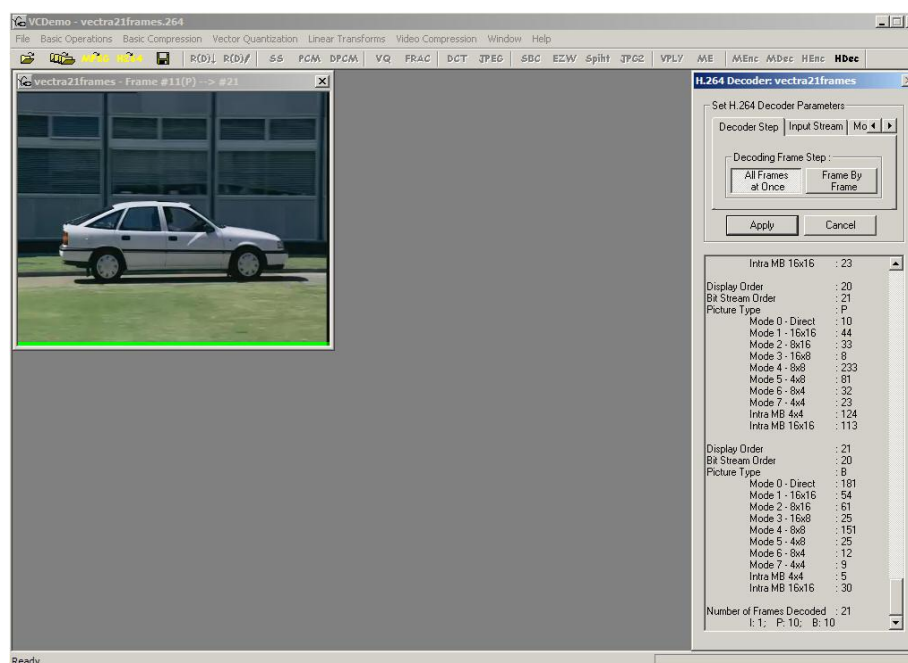 VCDemo - vectra21frames.264
File Basic Operations Basic Compression Vector Quantization Linear Transforms Video Compression Window Help
MPEG H264 R(D)↓ R(D)/ SS PCM DPCM VQ FRAC DCT JPEG SBC EZW Spiht JPG2 VPLY ME MEnc MDec HEnc HDec
vectra21frames - Frame #11(P) --> #21
H.264 Decoder: vectra21frames
Set H.264 Decoder Parameters
Decoder Step Input Stream Mo
Decoding Frame Step :
All Frames at Once
Frame By Frame
Apply Cancel
Intra MB 16x16 : 23
Display Order : 20
Bit Stream Order : 21
Picture Type : P
Mode 0 - Direct : 10
Mode 1 - 16x16 : 44
Mode 2 - 8x16 : 33
Mode 3 - 16x8 : 8
Mode 4 - 8x8 : 233
Mode 5 - 4x8 : 81
Mode 6 - 8x4 : 32
Mode 7 - 4x4 : 23
Intra MB 4x4 : 124
Intra MB 16x16 : 113
Display Order : 21
Bit Stream Order : 20
Picture Type : B
Mode 0 - Direct : 181
Mode 1 - 16x16 : 54
Mode 2 - 8x16 : 61
Mode 3 - 16x8 : 25
Mode 4 - 8x8 : 151
Mode 5 - 4x8 : 25
Mode 6 - 8x4 : 12
Mode 7 - 4x4 : 9
Intra MB 4x4 : 5
Intra MB 16x16 : 30
Number of Frames Decoded : 21
I: 1; P: 10; B: 10
Ready